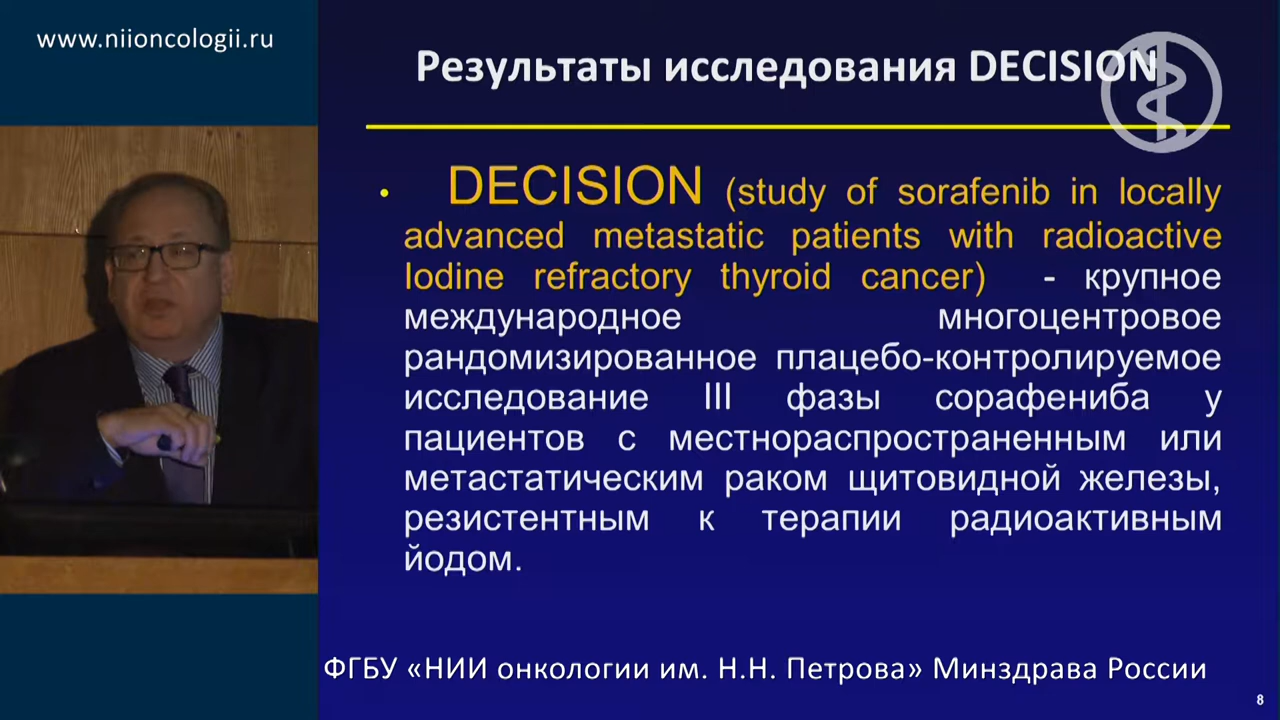 www.niioncologii.ru
Результаты исследования DECISION
• DECISION (study of sorafenib in locally
advanced metastatic patients with radioactive
Iodine refractory thyroid cancer) - крупное
международное многоцентровое
рандомизированное плацебо-контролируемое
исследование III фазы сорафениба у
пациентов с местнораспространенным или
метастатическим раком щитовидной железы,
резистентным к терапии радиоактивным
йодом.
ФГБУ «НИИ онкологии им. Н.Н. Петрова» Минздрава России
8